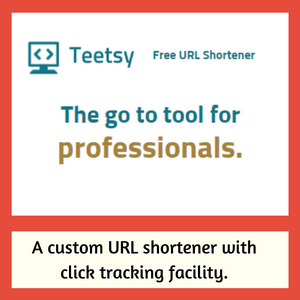 Teetsy Free URL Shortener
The go to tool for
professionals.
A custom URL shortener with
click tracking facility.